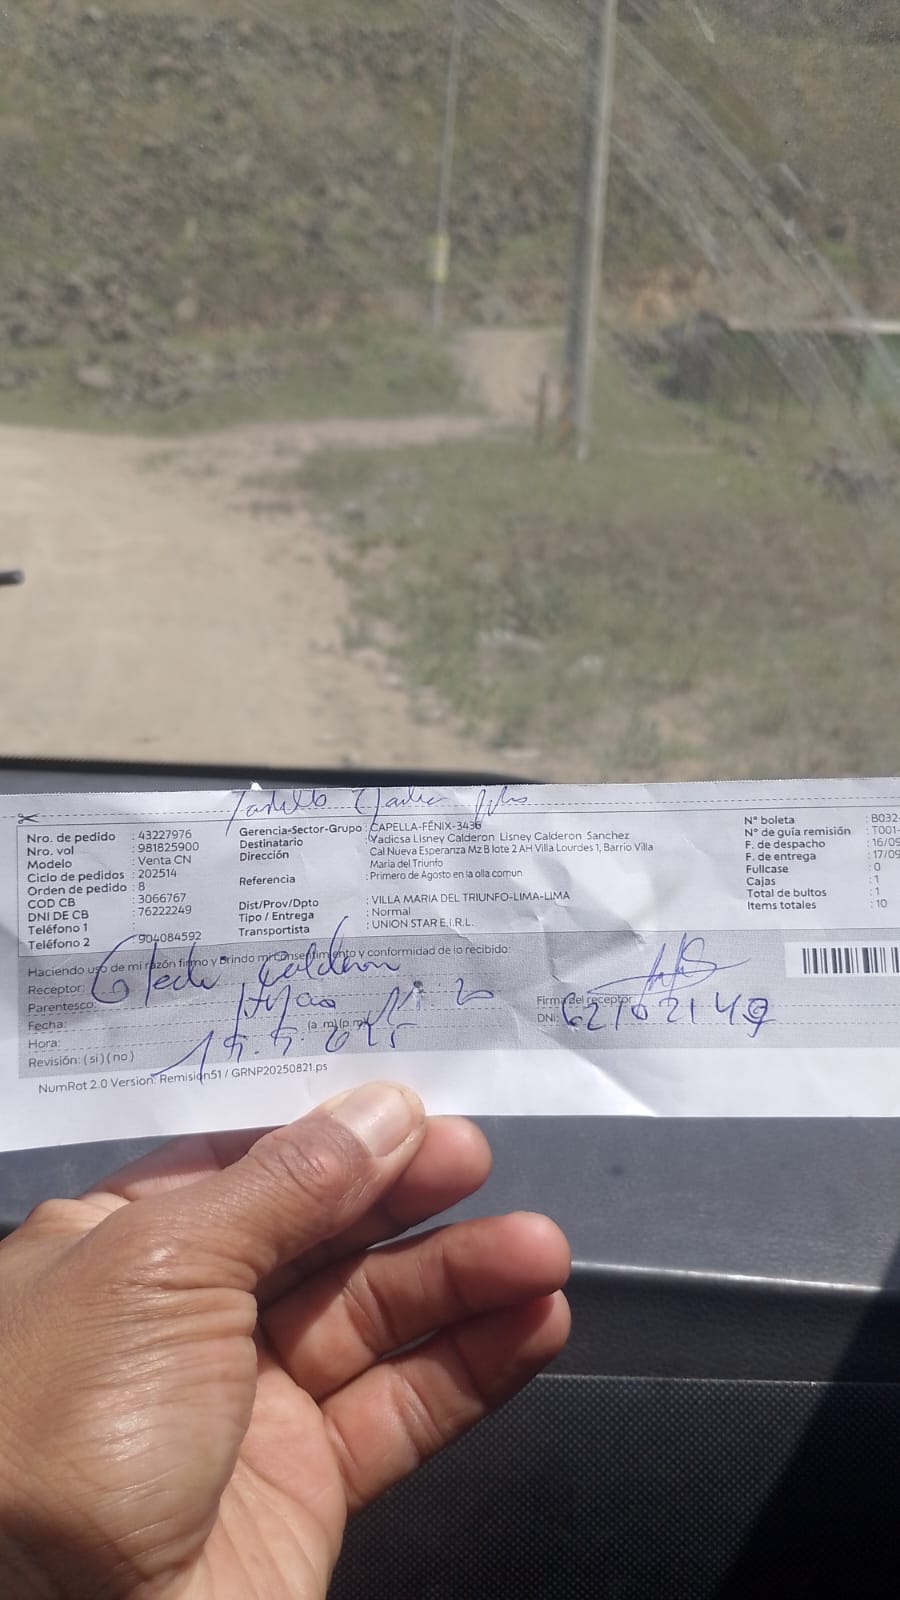 Nro. de pedido : 43227976
Nro. vol : 981825900
Modelo : Venta CN
Ciclo de pedidos : 202514
Orden de pedido : 8
COD CB : 3066767
DNI DE CB : 76222249
Teléfono 1 :
Teléfono 2 : 904084592
Gerencia-Sector-Grupo : CAPELLA-FÉNIX-3436
Destinatario : Yadicsa Lisney Calderon Lisney Calderon Sanchez
Dirección : Cal Nueva Esperanza Mz B lote 2 AH Villa Lourdes 1, Barrio Villa
Maria del Triunfo
Referencia : Primero de Agosto en la olla comun
Dist/Prov/Dpto : VILLA MARIA DEL TRIUNFO-LIMA-LIMA
Tipo / Entrega : Normal
Transportista : UNION STAR E.I.R.L.
N° boleta : B032-
N° de guía remisión : T001-
F. de despacho : 16/09
F. de entrega : 17/09
Fullcase : 0
Cajas : 1
Total de bultos : 1
Items totales : 10
Haciendo uso de mi razón firmo y brindo mi consentimiento y conformidad de lo recibido:
Receptor: Calderon
Parentesco:
Fecha:
Hora: (a.m)(p.m)
Revisión: (si) (no)
Firma del receptor:
DNI: 62102149
NumRot 2.0 Version: Remision51 / GRNP20250821.ps